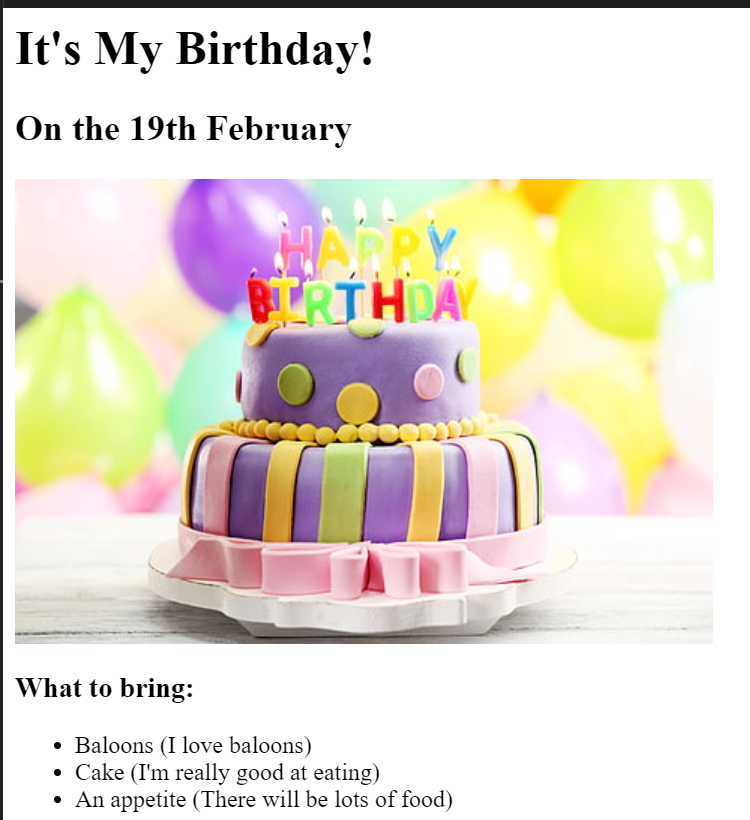 It's My Birthday!
On the 19th February
HAPPY
BIRTHDAY
What to bring:
Baloons (I love baloons)
Cake (I'm really good at eating)
An appetite (There will be lots of food)